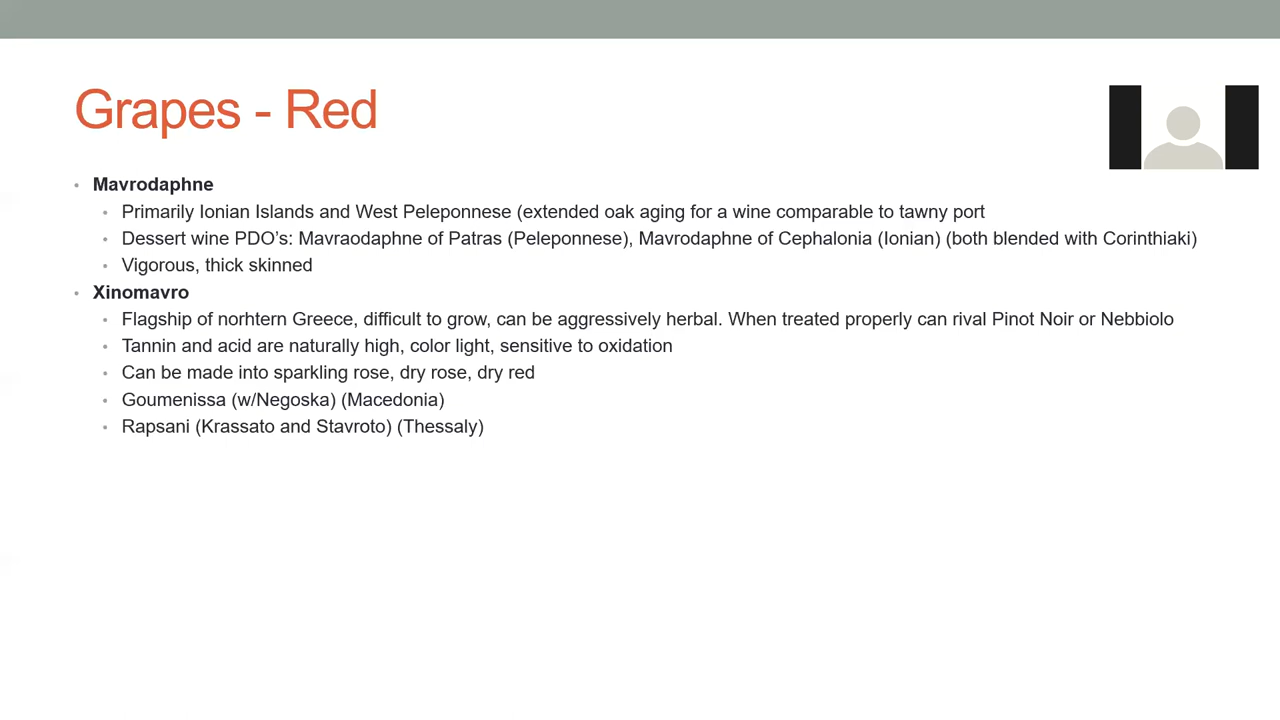 Grapes - Red
• Mavrodaphne
• Primarily Ionian Islands and West Peleponnese (extended oak aging for a wine comparable to tawny port
• Dessert wine PDO’s: Mavraodaphne of Patras (Peleponnese), Mavrodaphne of Cephalonia (Ionian) (both blended with Corinthiaki)
• Vigorous, thick skinned
• Xinomavro
• Flagship of norhtern Greece, difficult to grow, can be aggressively herbal. When treated properly can rival Pinot Noir or Nebbiolo
• Tannin and acid are naturally high, color light, sensitive to oxidation
• Can be made into sparkling rose, dry rose, dry red
• Goumenissa (w/Negoska) (Macedonia)
• Rapsani (Krassato and Stavroto) (Thessaly)